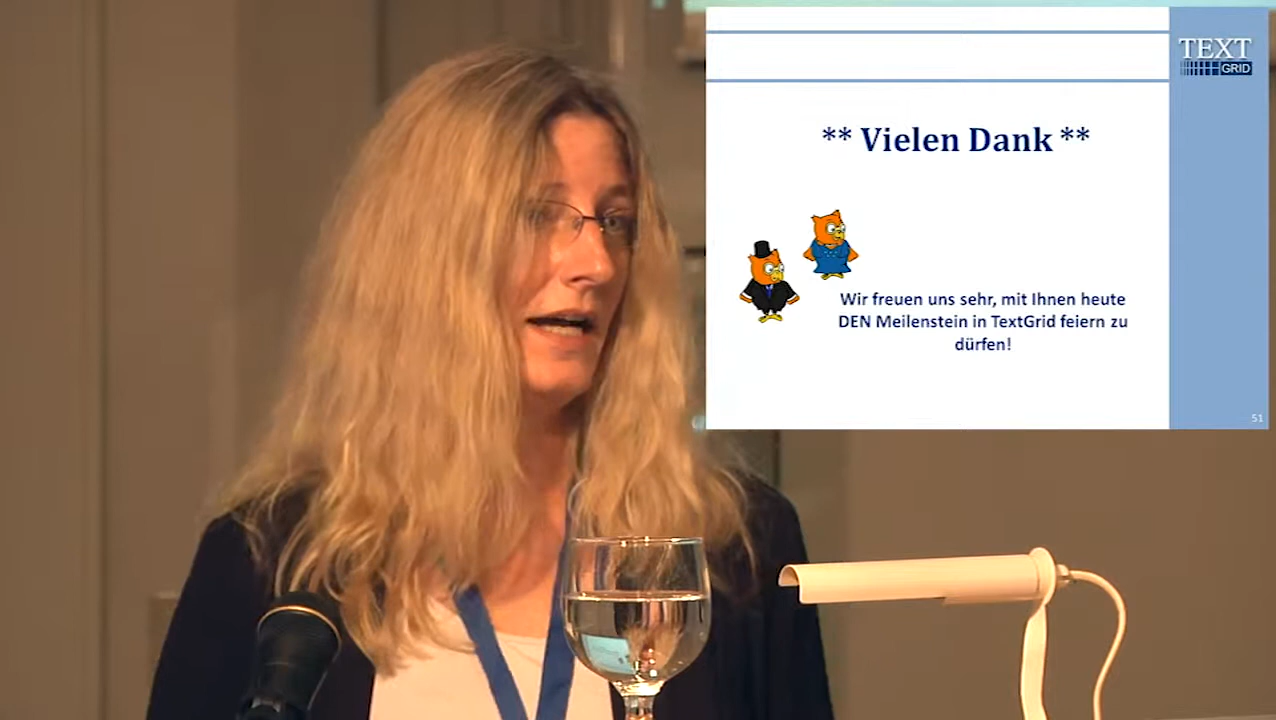 TEXT
GRID
** Vielen Dank **
Wir freuen uns sehr, mit Ihnen heute
DEN Meilenstein in TextGrid feiern zu
dürfen!
51